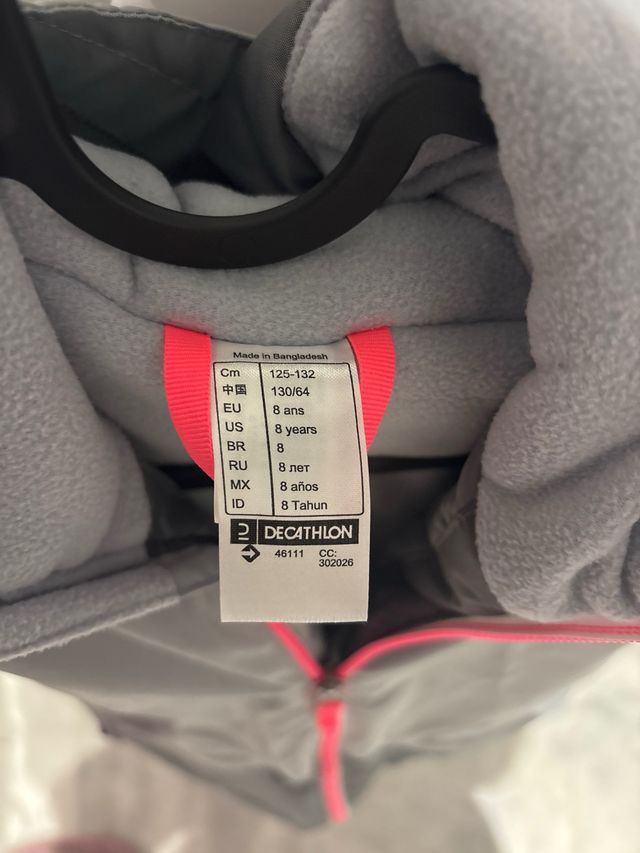 Made in Bangladesh
Cm 125-132
中国 130/64
EU 8 ans
US 8 years
BR 8
RU 8 лет
MX 8 años
ID 8 Tahun
DECATHLON
46111 CC:
302026